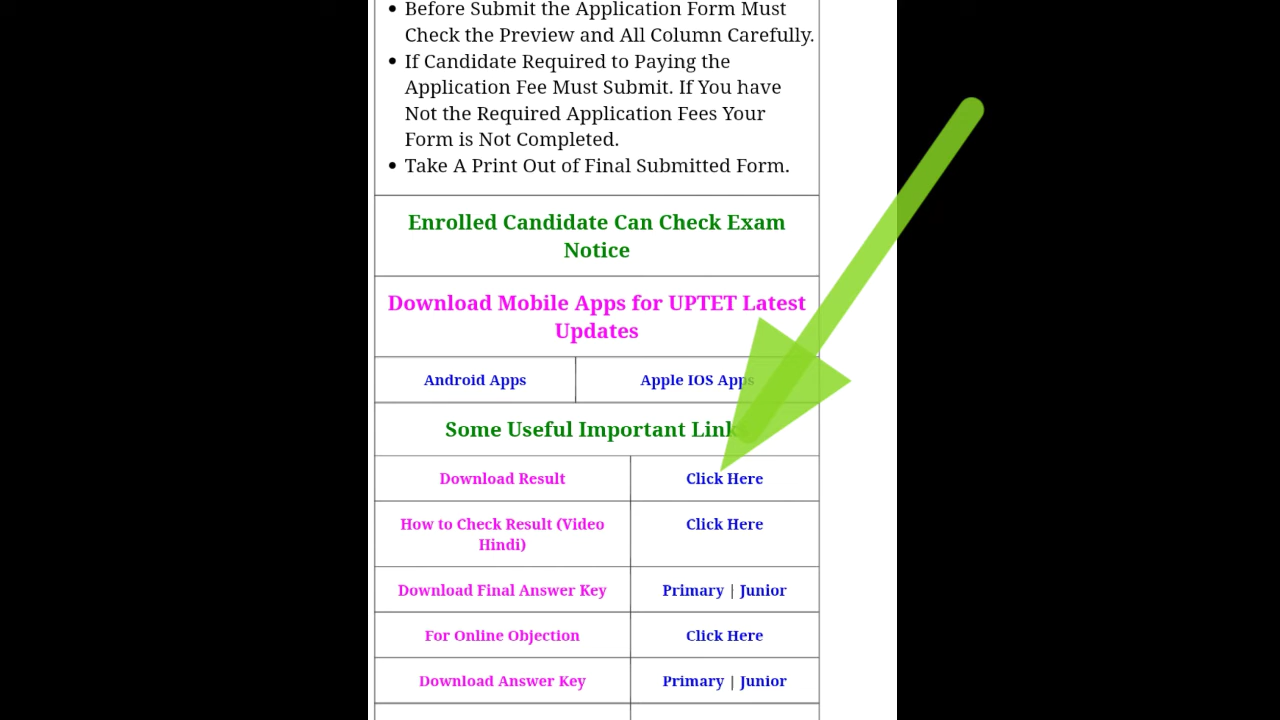 Before Submit the Application Form Must
Check the Preview and All Column Carefully.
If Candidate Required to Paying the
Application Fee Must Submit. If You have
Not the Required Application Fees Your
Form is Not Completed.
Take A Print Out of Final Submitted Form.
Enrolled Candidate Can Check Exam
Notice
Download Mobile Apps for UPTET Latest
Updates
Android Apps
Apple IOS Apps
Some Useful Important Links
Download Result
Click Here
How to Check Result (Video
Hindi)
Click Here
Download Final Answer Key
Primary | Junior
For Online Objection
Click Here
Download Answer Key
Primary | Junior